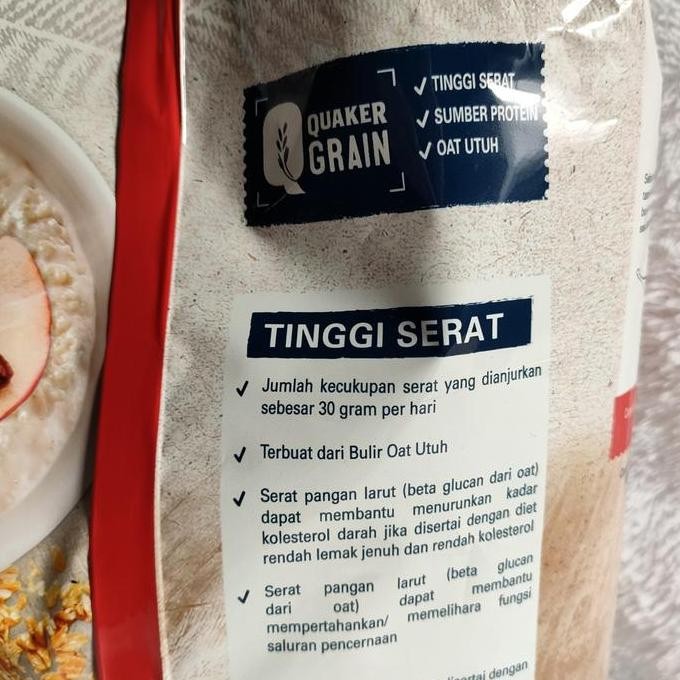 QUAKER
GRAIN
TINGGI SERAT
SUMBER PROTEIN
OAT UTUH
TINGGI SERAT
Jumlah kecukupan serat yang dianjurkan
sebesar 30 gram per hari
Terbuat dari Bulir Oat Utuh
Serat pangan larut (beta glucan dari oat)
dapat membantu menurunkan kadar
kolesterol darah jika disertai dengan diet
rendah lemak jenuh dan rendah kolesterol
Serat pangan larut (beta glucan
dari oat) dapat membantu
mempertahankan/ memelihara fungsi
saluran pencernaan
disertai dengan